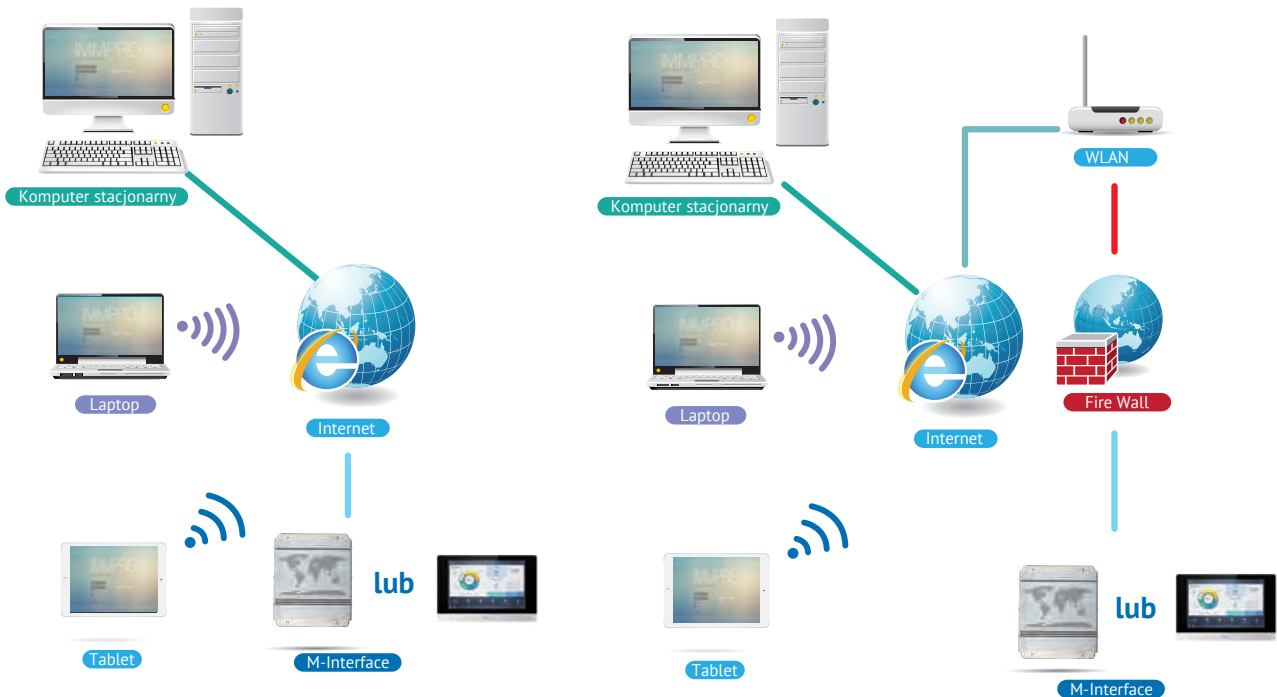 Komputer stacjonarny
Laptop
Internet
Tablet
M-Interface
lub
Komputer stacjonarny
WLAN
Laptop
Internet
Fire Wall
Tablet
M-Interface
lub